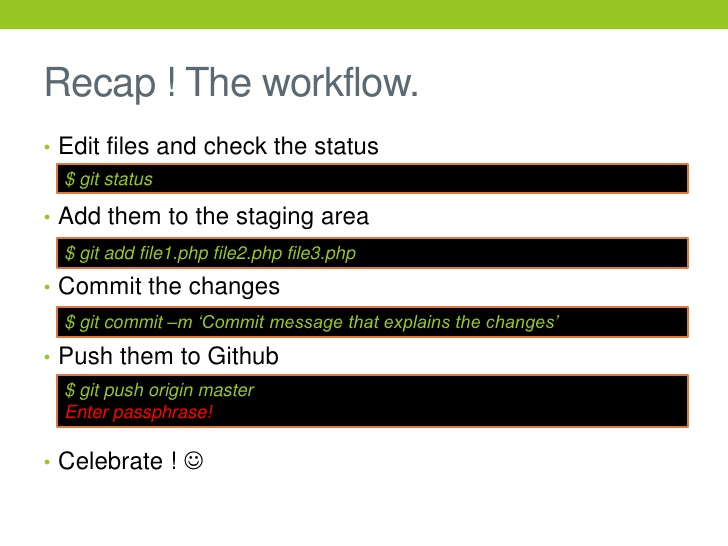 Recap ! The workflow.
• Edit files and check the status
$ git status
• Add them to the staging area
$ git add file1.php file2.php file3.php
• Commit the changes
$ git commit –m ‘Commit message that explains the changes’
• Push them to Github
$ git push origin master
Enter passphrase!
• Celebrate ! ☺